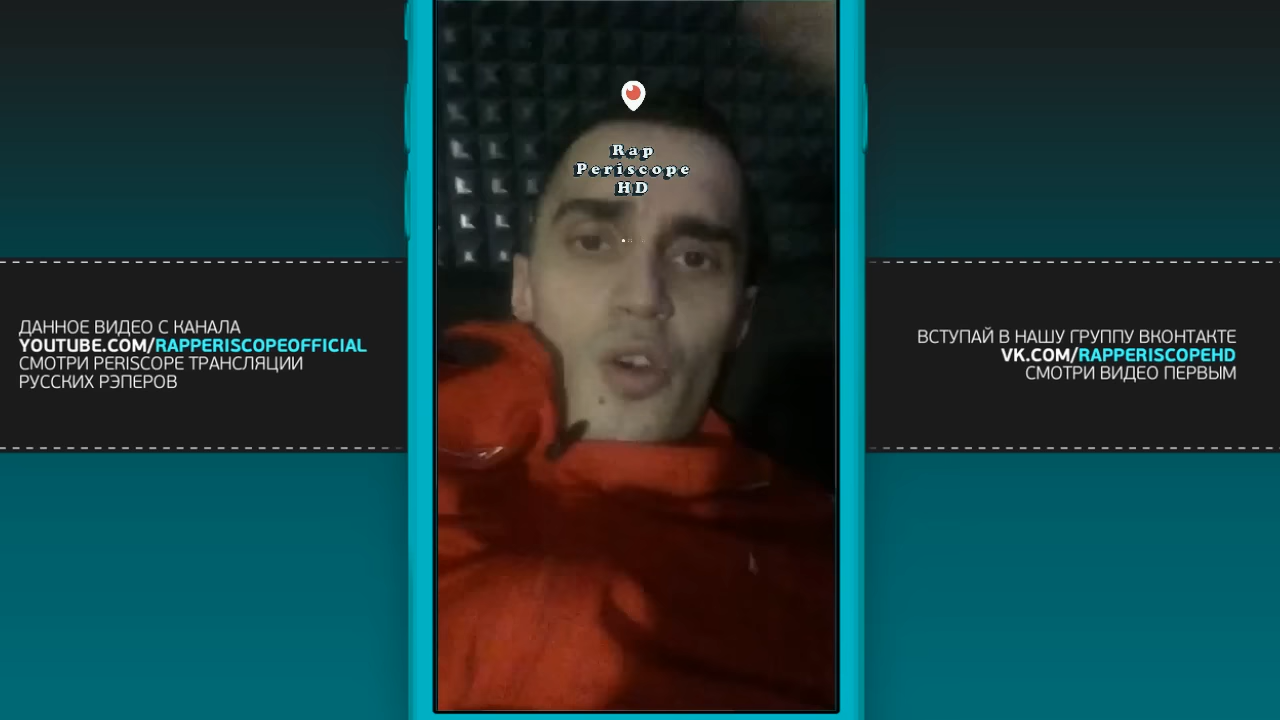 Rap
Periscope
HD
ДАННОЕ ВИДЕО С КАНАЛА
YOUTUBE.COM/RAPPERISCOPEOFFICIAL
СМОТРИ PERISCOPE ТРАНСЛЯЦИИ
РУССКИХ РЭПЕРОВ
ВСТУПАЙ В НАШУ ГРУППУ ВКОНТАКТЕ
VK.COM/RAPPERISCOPEHD
СМОТРИ ВИДЕО ПЕРВЫМ